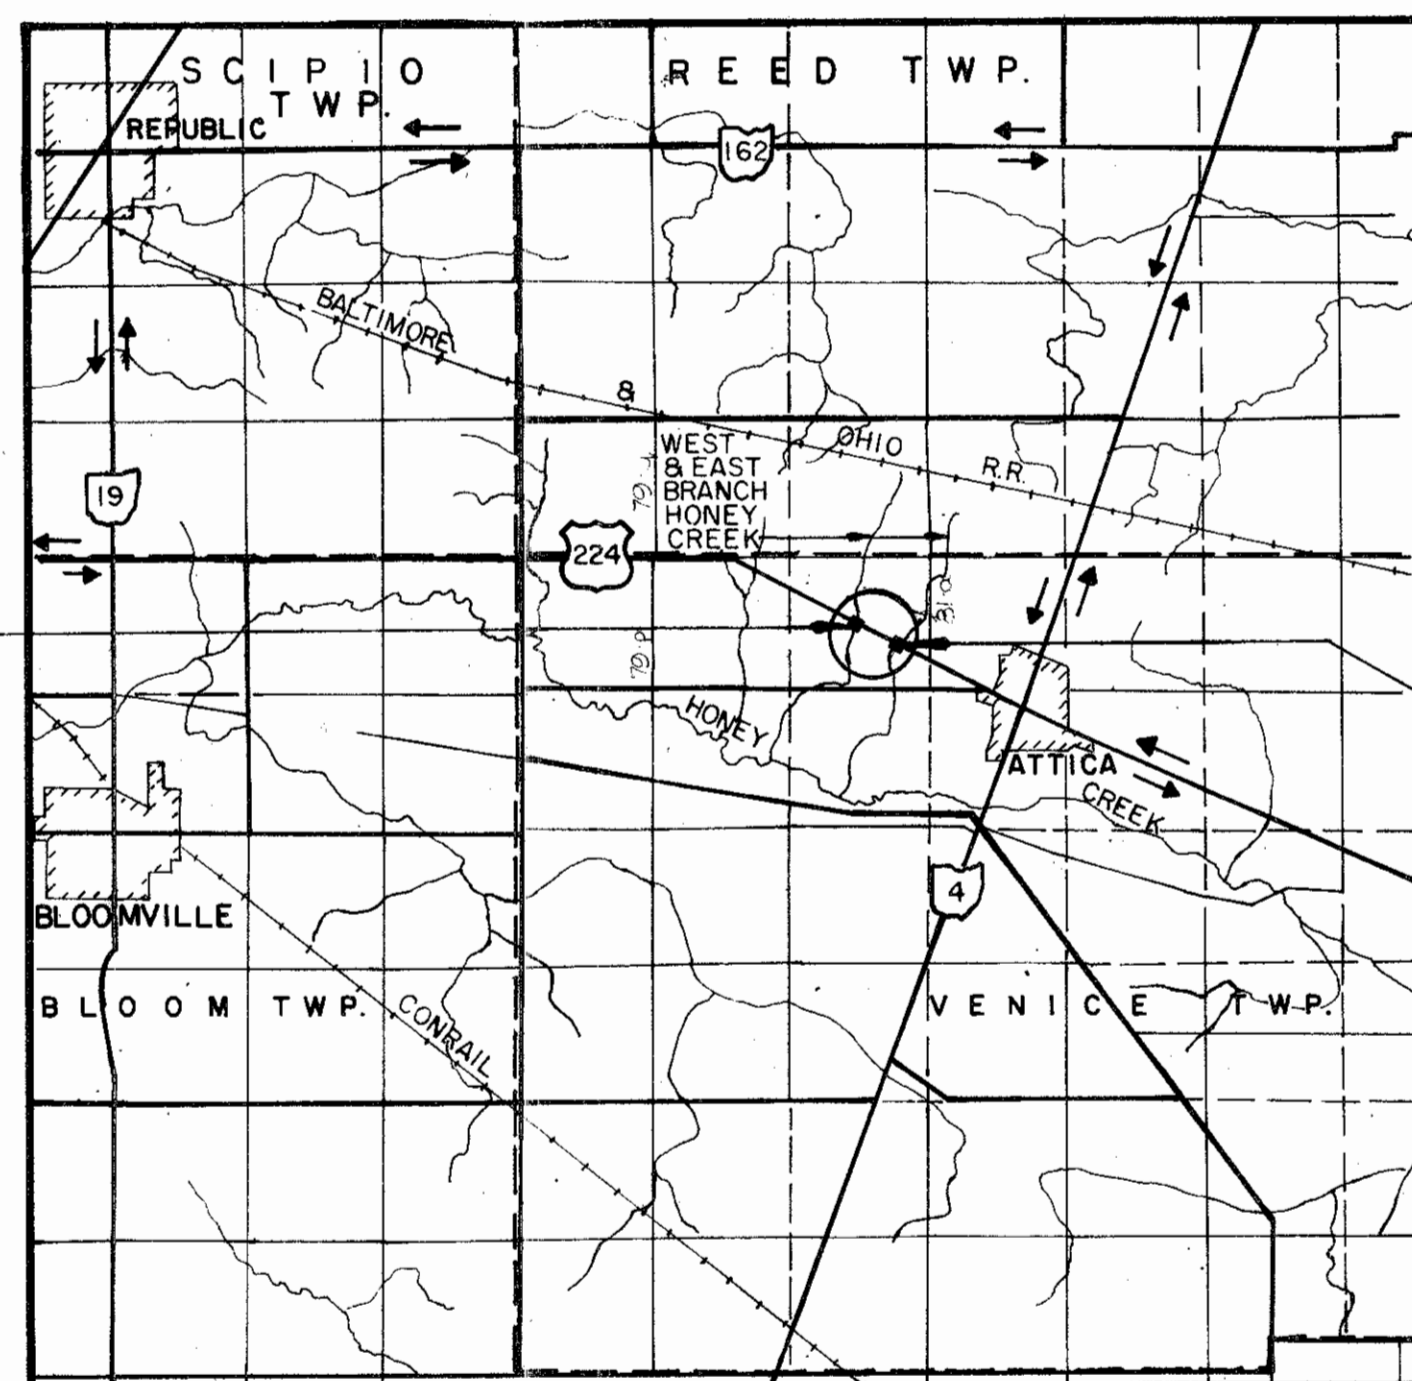 SCIPIO
TWP.
REED TWP.
REPUBLIC
162
BALTIMORE
&
OHIO
R.R.
WEST
& EAST
BRANCH
HONEY
CREEK
19
224
HONEY
ATTICA
CREEK
4
BLOOMVILLE
BLOOM TWP.
CONRAIL
VENICE TWP.